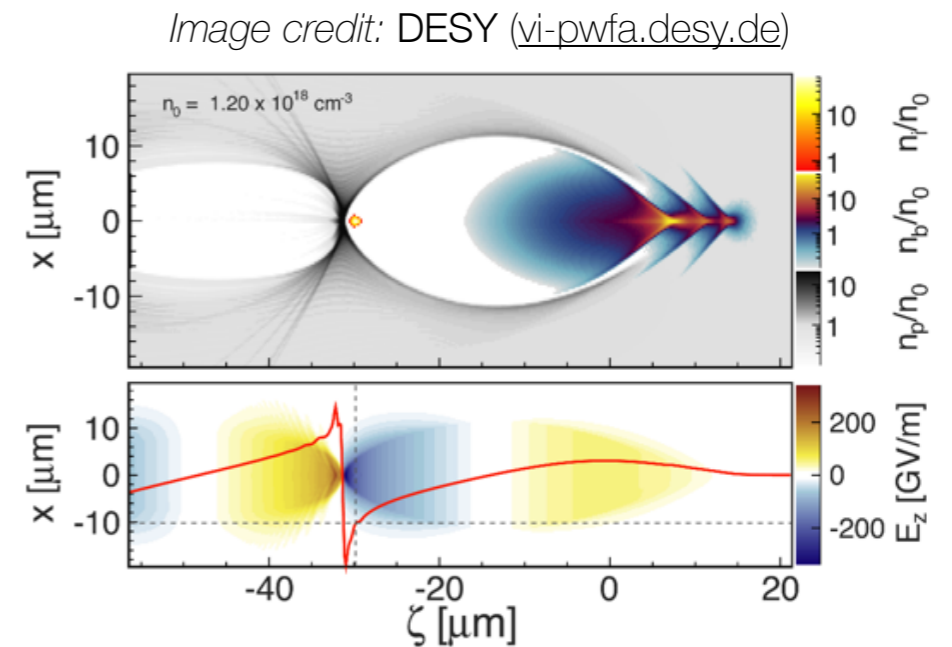 Image credit: DESY (vi-pwfa.desy.de)
n0 = 1.20 x 10^18 cm^-3
10
0
-10
x [μm]
10
1
ni/n0
10
1
nb/n0
10
1
np/n0
10
0
-10
x [μm]
200
0
-200
Ez [GV/m]
-40
-20
0
20
ζ [μm]